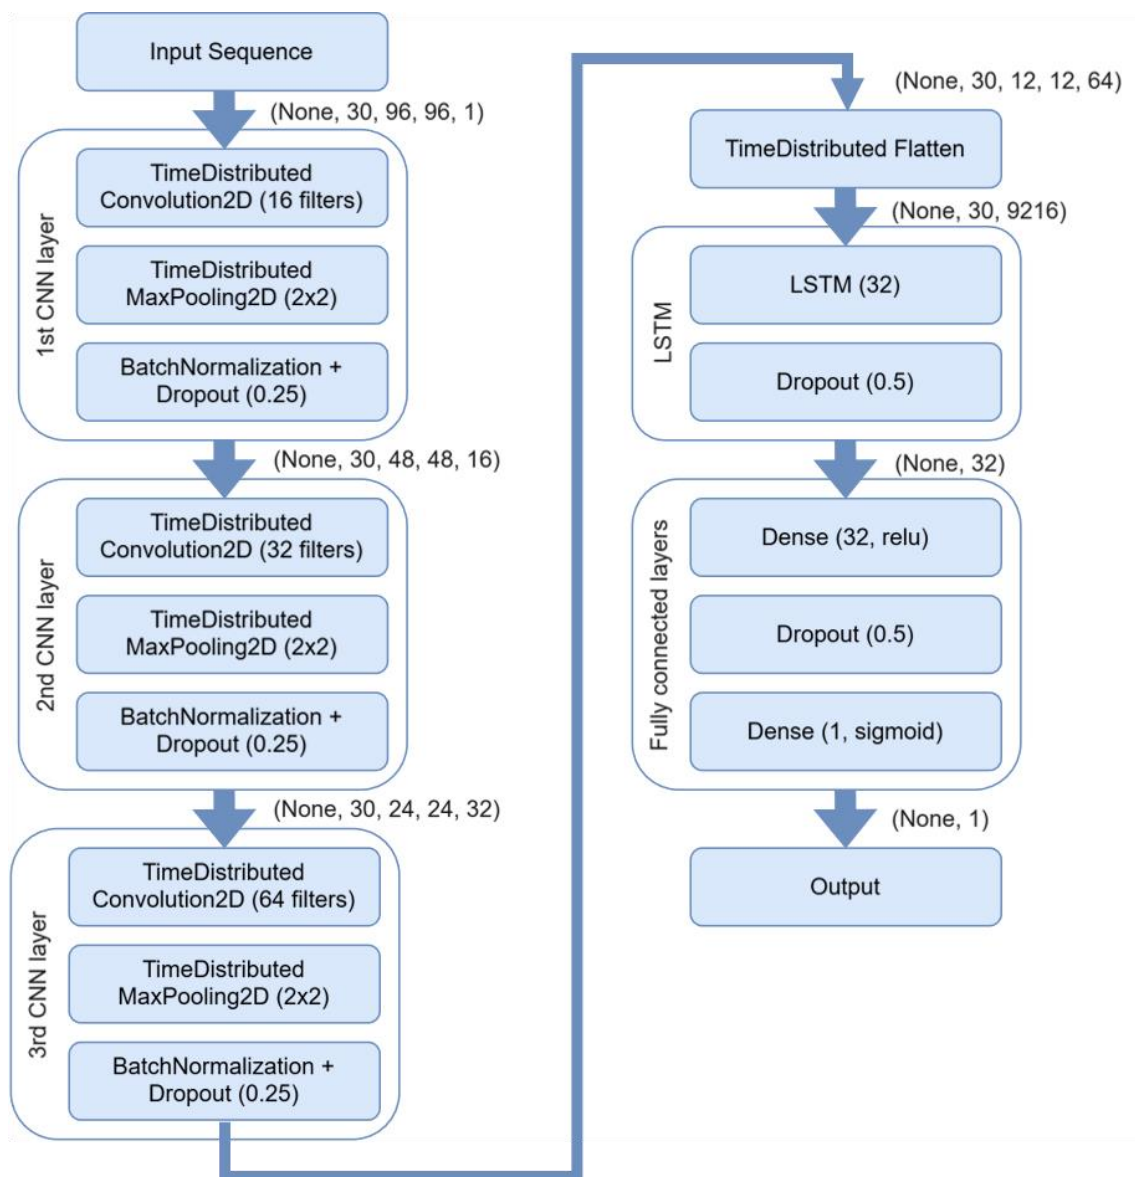 Input Sequence
(None, 30, 96, 96, 1)
1st CNN layer
TimeDistributed
Convolution2D (16 filters)
TimeDistributed
MaxPooling2D (2x2)
BatchNormalization +
Dropout (0.25)
(None, 30, 48, 48, 16)
2nd CNN layer
TimeDistributed
Convolution2D (32 filters)
TimeDistributed
MaxPooling2D (2x2)
BatchNormalization +
Dropout (0.25)
(None, 30, 24, 24, 32)
3rd CNN layer
TimeDistributed
Convolution2D (64 filters)
TimeDistributed
MaxPooling2D (2x2)
BatchNormalization +
Dropout (0.25)
(None, 30, 12, 12, 64)
TimeDistributed Flatten
(None, 30, 9216)
LSTM
LSTM (32)
Dropout (0.5)
(None, 32)
Fully connected layers
Dense (32, relu)
Dropout (0.5)
Dense (1, sigmoid)
(None, 1)
Output